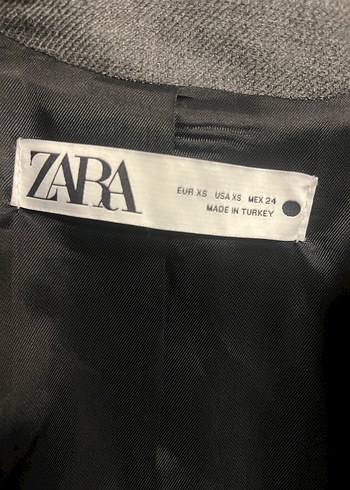 ZARA
EUR XS USA XS MEX 24
MADE IN TURKEY